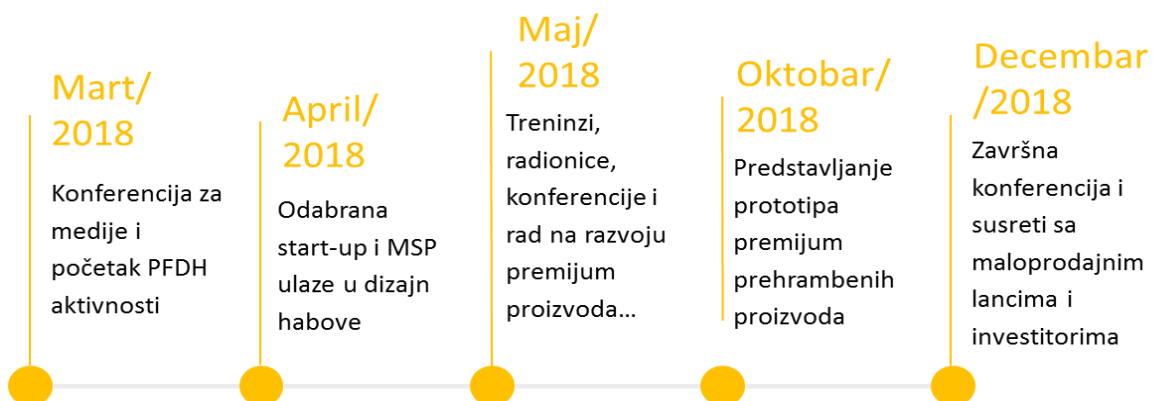 Mart/
2018
Konferencija za
medije i
početak PFDH
aktivnosti
April/
2018
Odabrana
start-up i MSP
ulaze u dizajn
habove
Maj/
2018
Treninzi,
radionice,
konferencije i
rad na razvoju
premijum
proizvoda...
Oktobar/
2018
Predstavljanje
prototipa
premijum
prehrambenih
proizvoda
Decembar
/2018
Završna
konferencija i
susreti sa
maloprodajnim
lancima i
investitorima